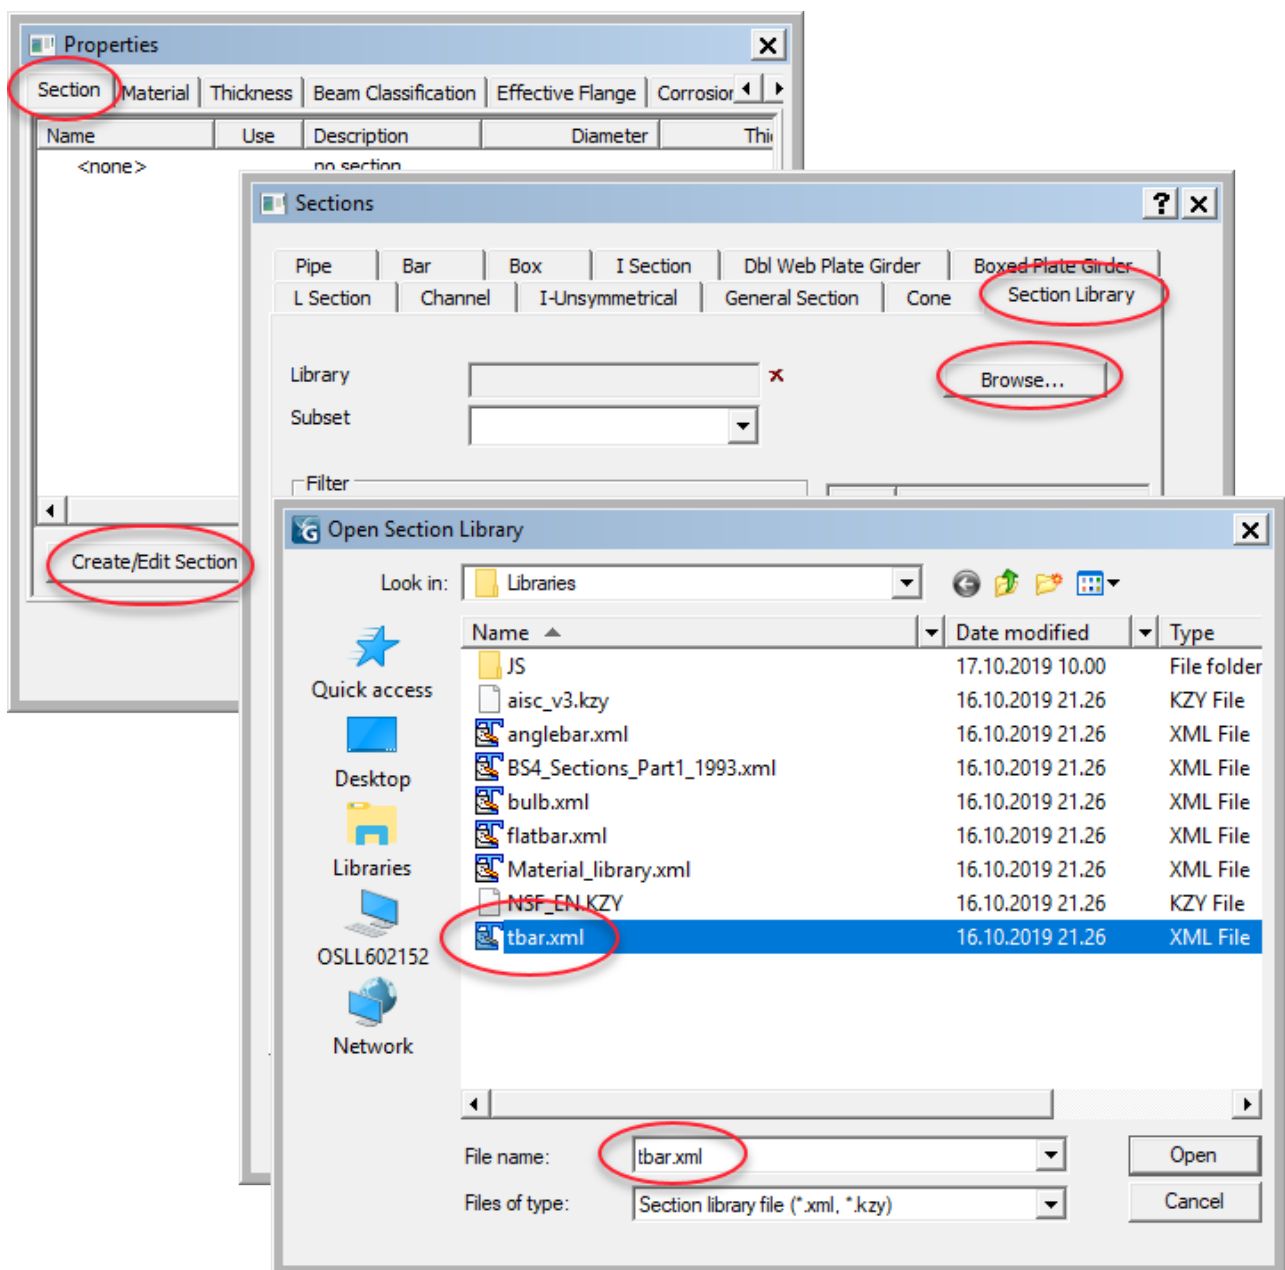 Properties
Section Material Thickness Beam Classification Effective Flange Corrosion
Name Use Description Diameter Thi
<none> no section
Create/Edit Section
Sections
Pipe Bar Box I Section Dbl Web Plate Girder Boxed Plate Girder
L Section Channel I-Unsymmetrical General Section Cone Section Library
Library Browse...
Subset
Filter
Open Section Library
Look in: Libraries
Name Date modified Type
JS 17.10.2019 10.00 File folder
aisc_v3.kzy 16.10.2019 21.26 KZY File
anglebar.xml 16.10.2019 21.26 XML File
BS4_Sections_Part1_1993.xml 16.10.2019 21.26 XML File
bulb.xml 16.10.2019 21.26 XML File
flatbar.xml 16.10.2019 21.26 XML File
Material_library.xml 16.10.2019 21.26 XML File
NSF_EN.KZY 16.10.2019 21.26 KZY File
tbar.xml 16.10.2019 21.26 XML File
Quick access
Desktop
Libraries
OSLL602152
Network
File name: tbar.xml Open
Files of type: Section library file (*.xml, *.kzy) Cancel